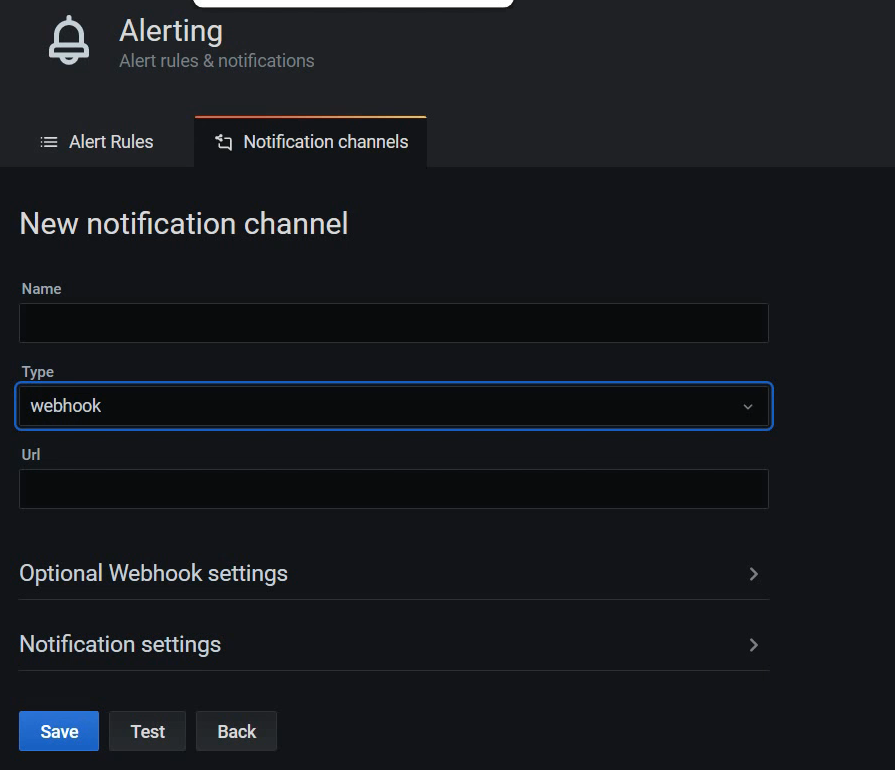 Alerting
Alert rules & notifications
Alert Rules
Notification channels
New notification channel
Name
Type
webhook
Url
Optional Webhook settings
Notification settings
Save
Test
Back